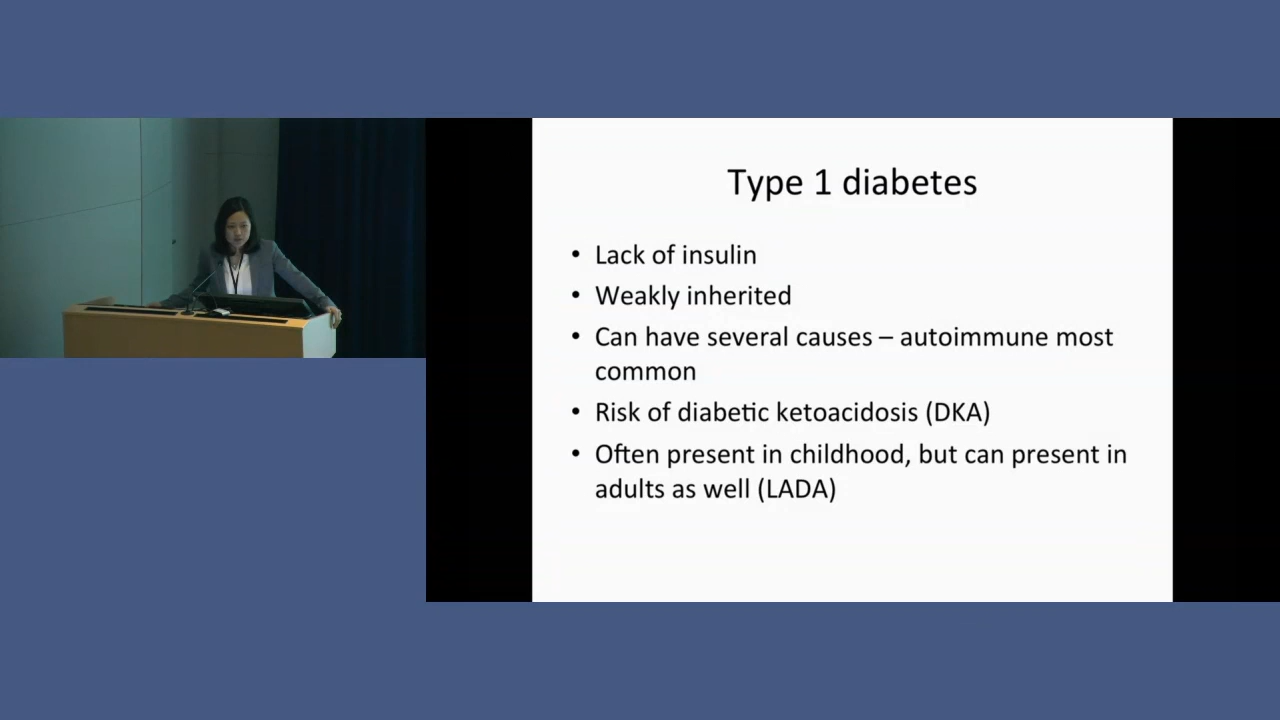 Type 1 diabetes
• Lack of insulin
• Weakly inherited
• Can have several causes – autoimmune most
common
• Risk of diabetic ketoacidosis (DKA)
• Often present in childhood, but can present in
adults as well (LADA)